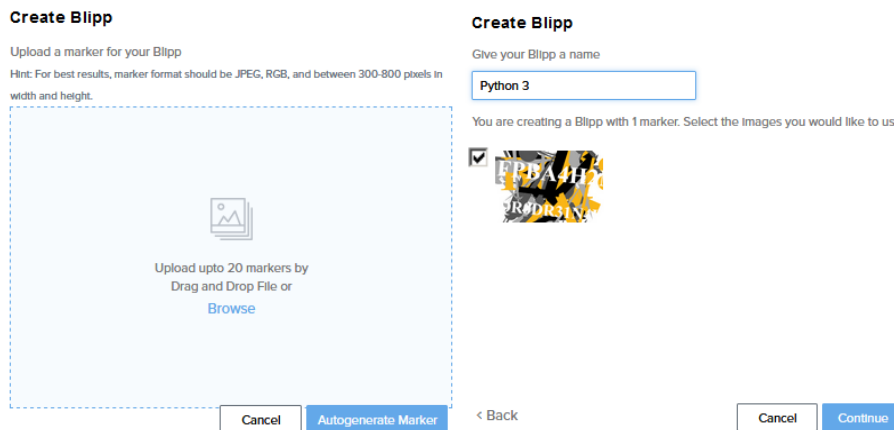 Create Blipp
Upload a marker for your Blipp
Hint: For best results, marker format should be JPEG, RGB, and between 300-800 pixels in
width and height.
Upload upto 20 markers by
Drag and Drop File or
Browse
Cancel
Autogenerate Marker
Create Blipp
Give your Blipp a name
Python 3
You are creating a Blipp with 1 marker. Select the images you would like to us
< Back
Cancel
Continue